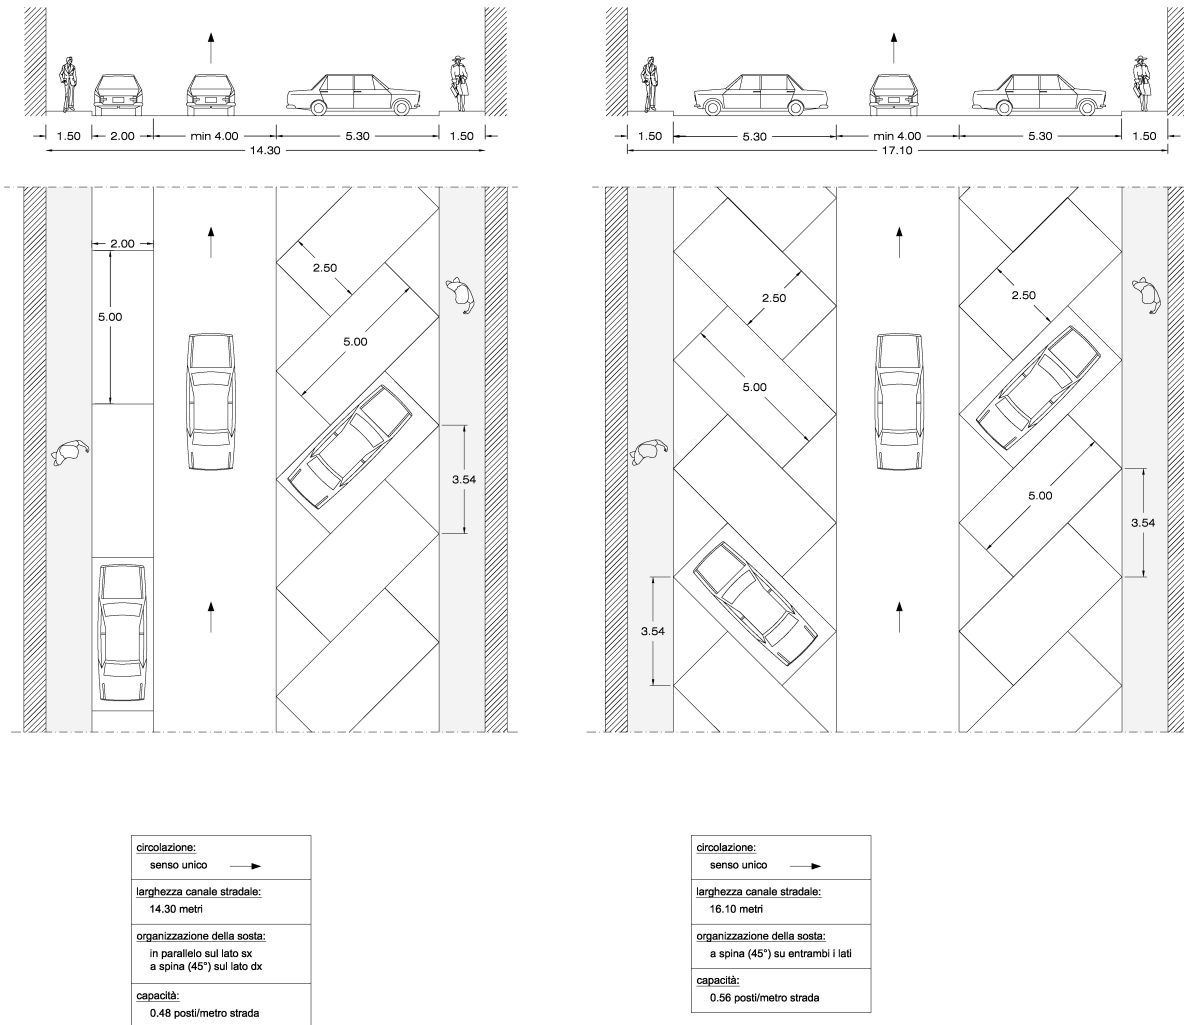 1.50 2.00 min 4.00 5.30 1.50
14.30
1.50 5.30 min 4.00 5.30 1.50
17.10
2.00
2.50
5.00
5.00
3.54
2.50
2.50
5.00
5.00
3.54
3.54
circolazione:
senso unico
larghezza canale stradale:
14.30 metri
organizzazione della sosta:
in parallelo sul lato sx
a spina (45°) sul lato dx
capacità:
0.48 posti/metro strada
circolazione:
senso unico
larghezza canale stradale:
16.10 metri
organizzazione della sosta:
a spina (45°) su entrambi i lati
capacità:
0.56 posti/metro strada